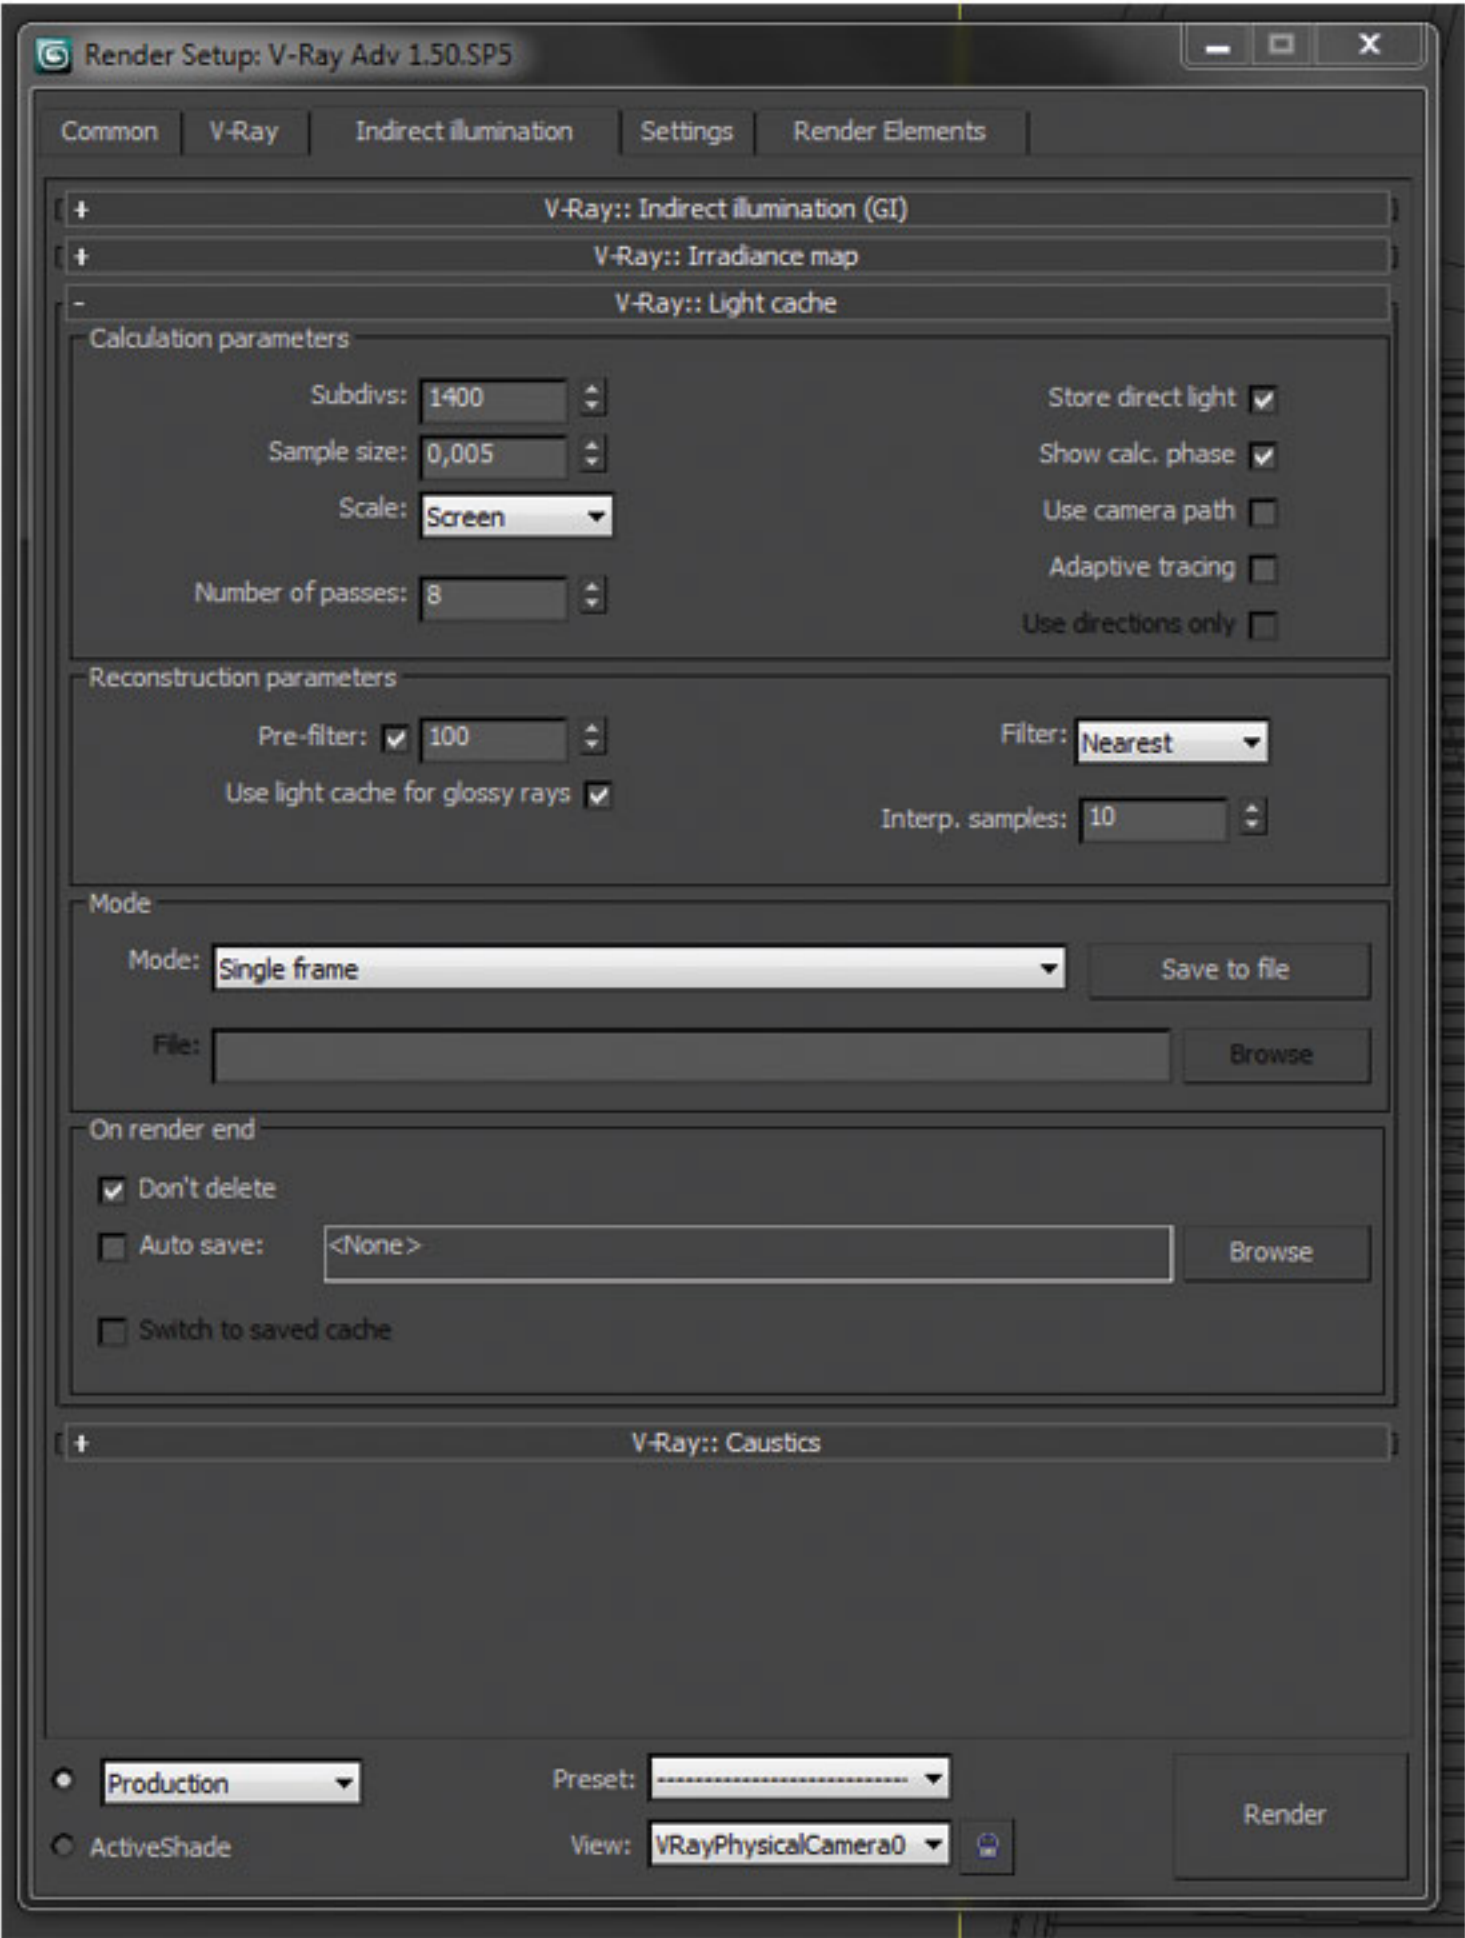 Render Setup: V-Ray Adv 1.50.SP5
Common V-Ray Indirect illumination Settings Render Elements
+ V-Ray:: Indirect illumination (GI)
+ V-Ray:: Irradiance map
- V-Ray:: Light cache
Calculation parameters
Subdivs: 1400 Store direct light
Sample size: 0,005 Show calc. phase
Scale: Screen Use camera path
Adaptive tracing
Number of passes: 8
Use directions only
Reconstruction parameters
Pre-filter: 100 Filter: Nearest
Use light cache for glossy rays
Interp. samples: 10
Mode
Mode: Single frame Save to file
File: Browse
On render end
Don't delete
Auto save: <None> Browse
Switch to saved cache
+ V-Ray:: Caustics
Production Preset: --------------------------
Render
ActiveShade View: VRayPhysicalCamera0